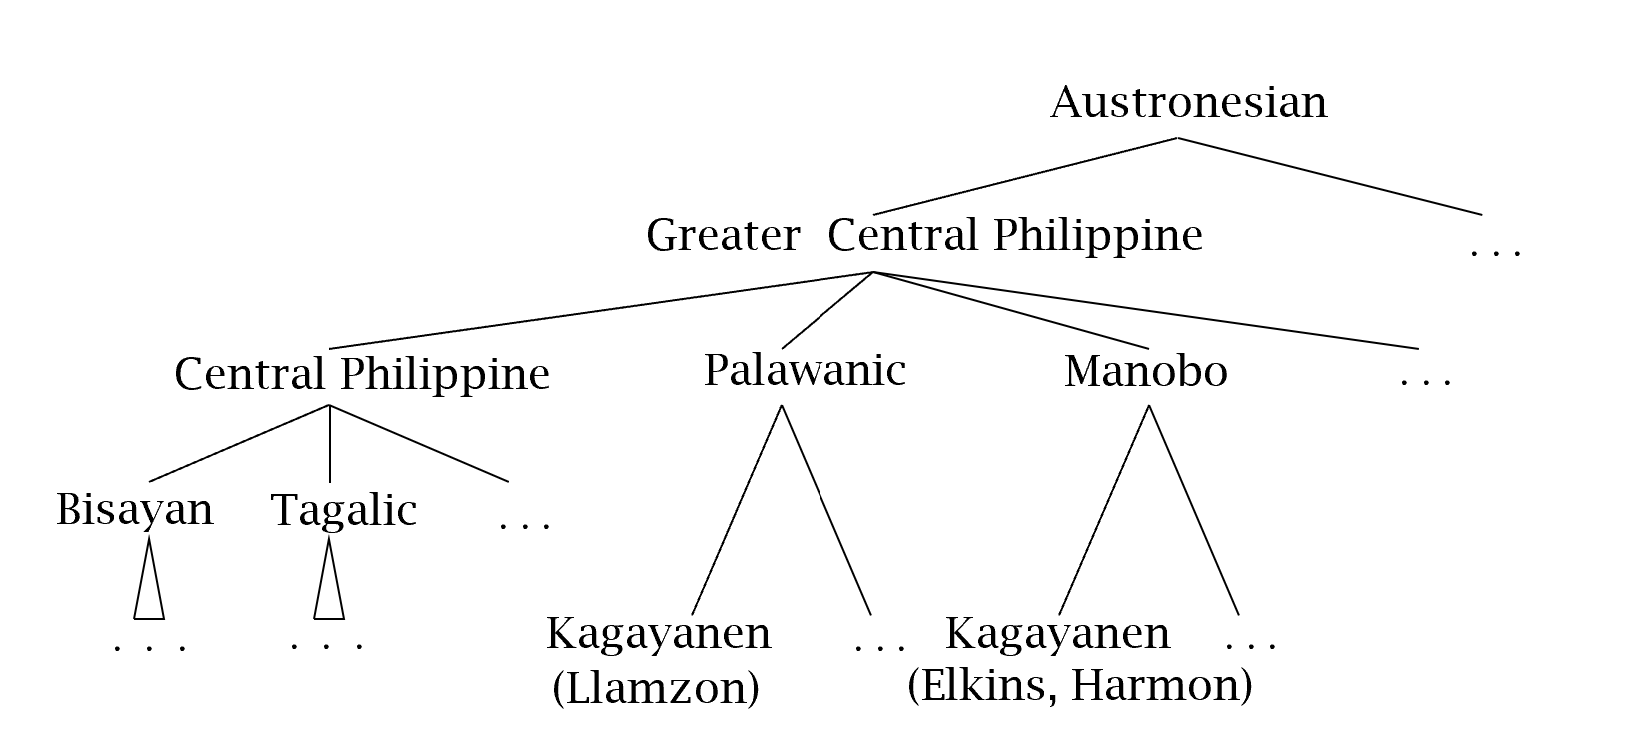 Austronesian
Greater Central Philippine
. . .
Central Philippine
Palawanic
Manobo
. . .
Bisayan
Tagalic
. . .
. . .
. . .
Kagayanen
(Llamzon)
. . .
Kagayanen
(Elkins, Harmon)
. . .